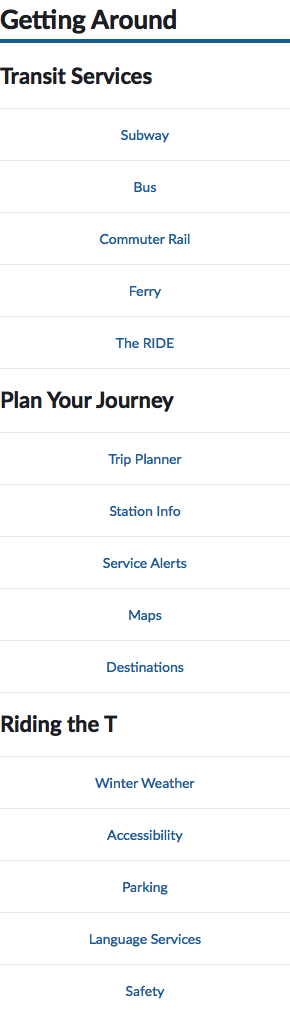 Getting Around
Transit Services
Subway
Bus
Commuter Rail
Ferry
The RIDE
Plan Your Journey
Trip Planner
Station Info
Service Alerts
Maps
Destinations
Riding the T
Winter Weather
Accessibility
Parking
Language Services
Safety